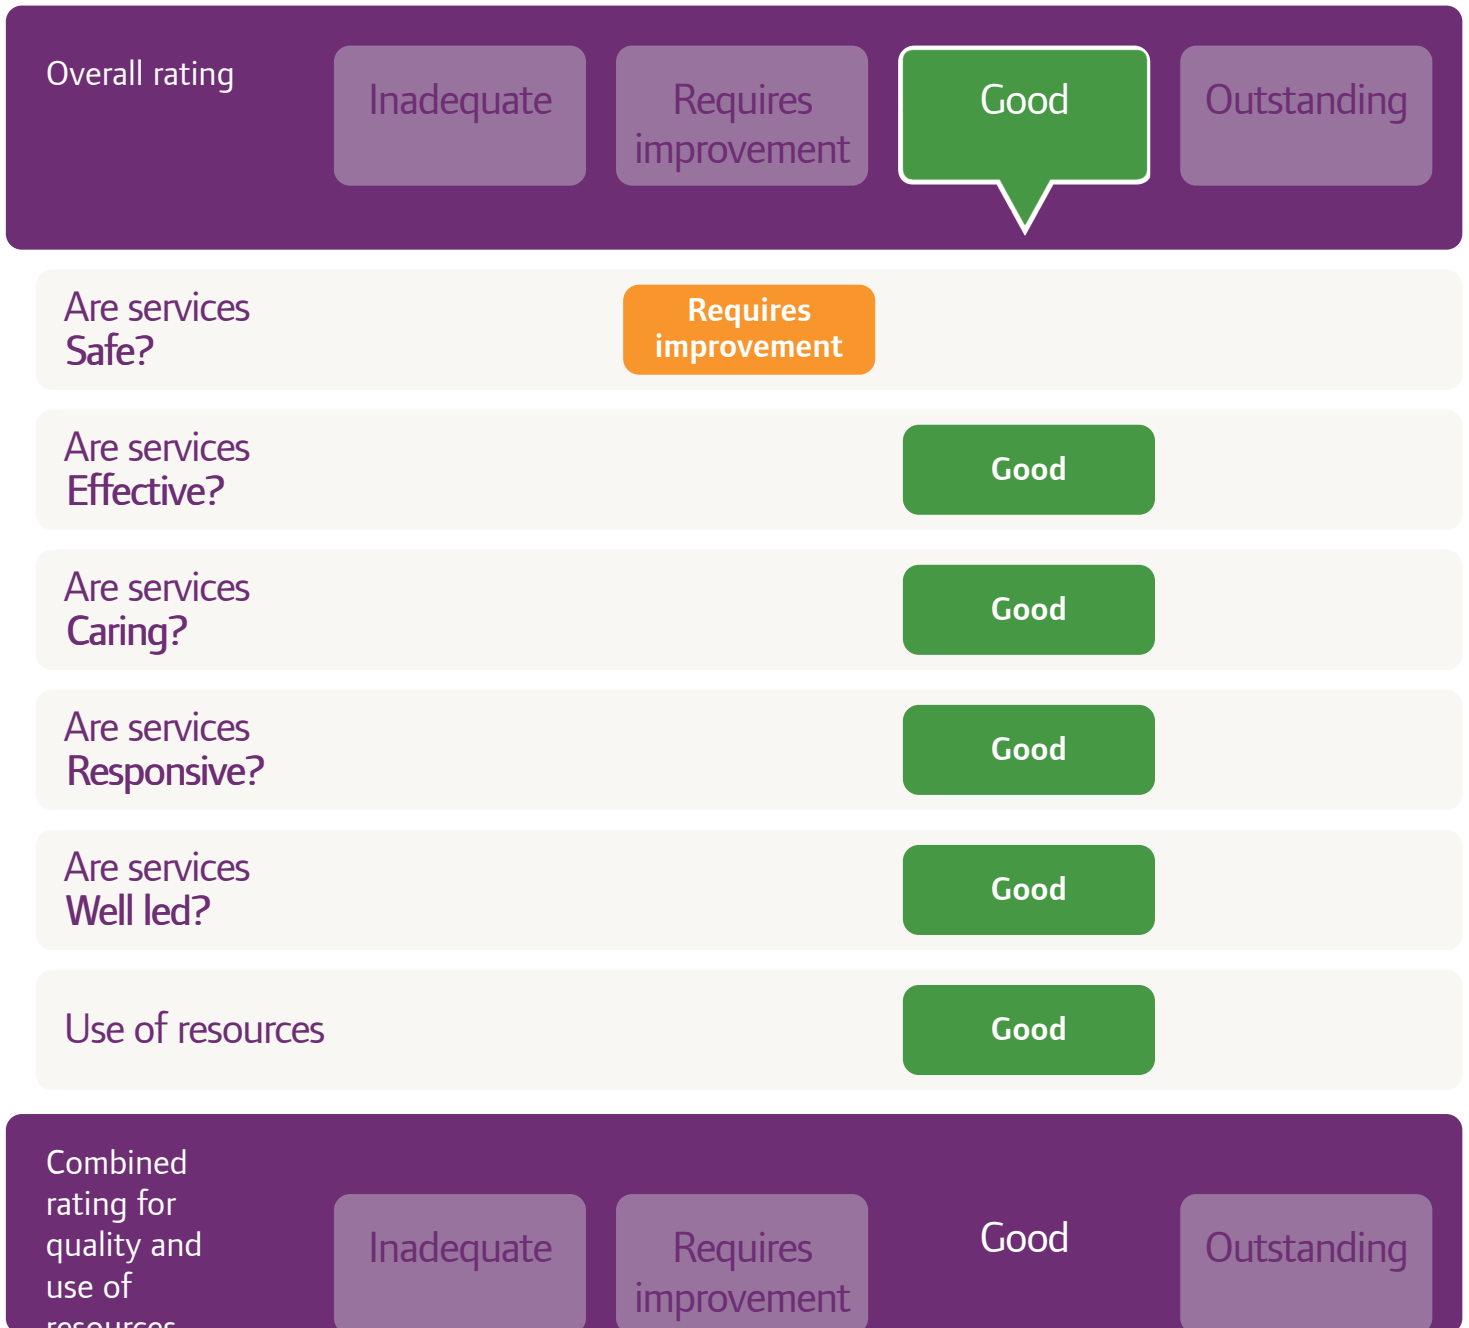 Overall rating
Inadequate
Requires
improvement
Good
Outstanding
Are services
Safe?
Requires
improvement
Are services
Effective?
Good
Are services
Caring?
Good
Are services
Responsive?
Good
Are services
Well led?
Good
Use of resources
Good
Combined
rating for
quality and
use of
resources
Inadequate
Requires
improvement
Good
Outstanding